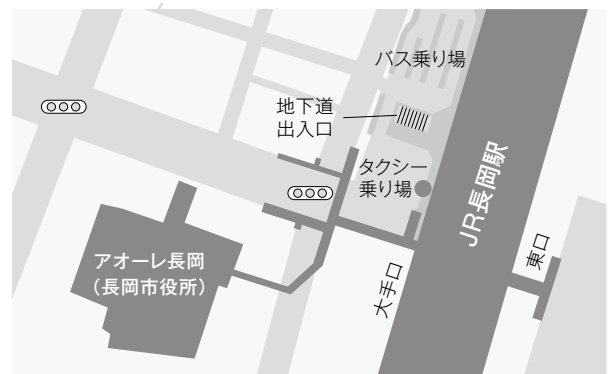 バス乗り場
地下道
出入口
タクシー
乗り場
JR長岡駅
東口
大手口
アオーレ長岡
（長岡市役所）